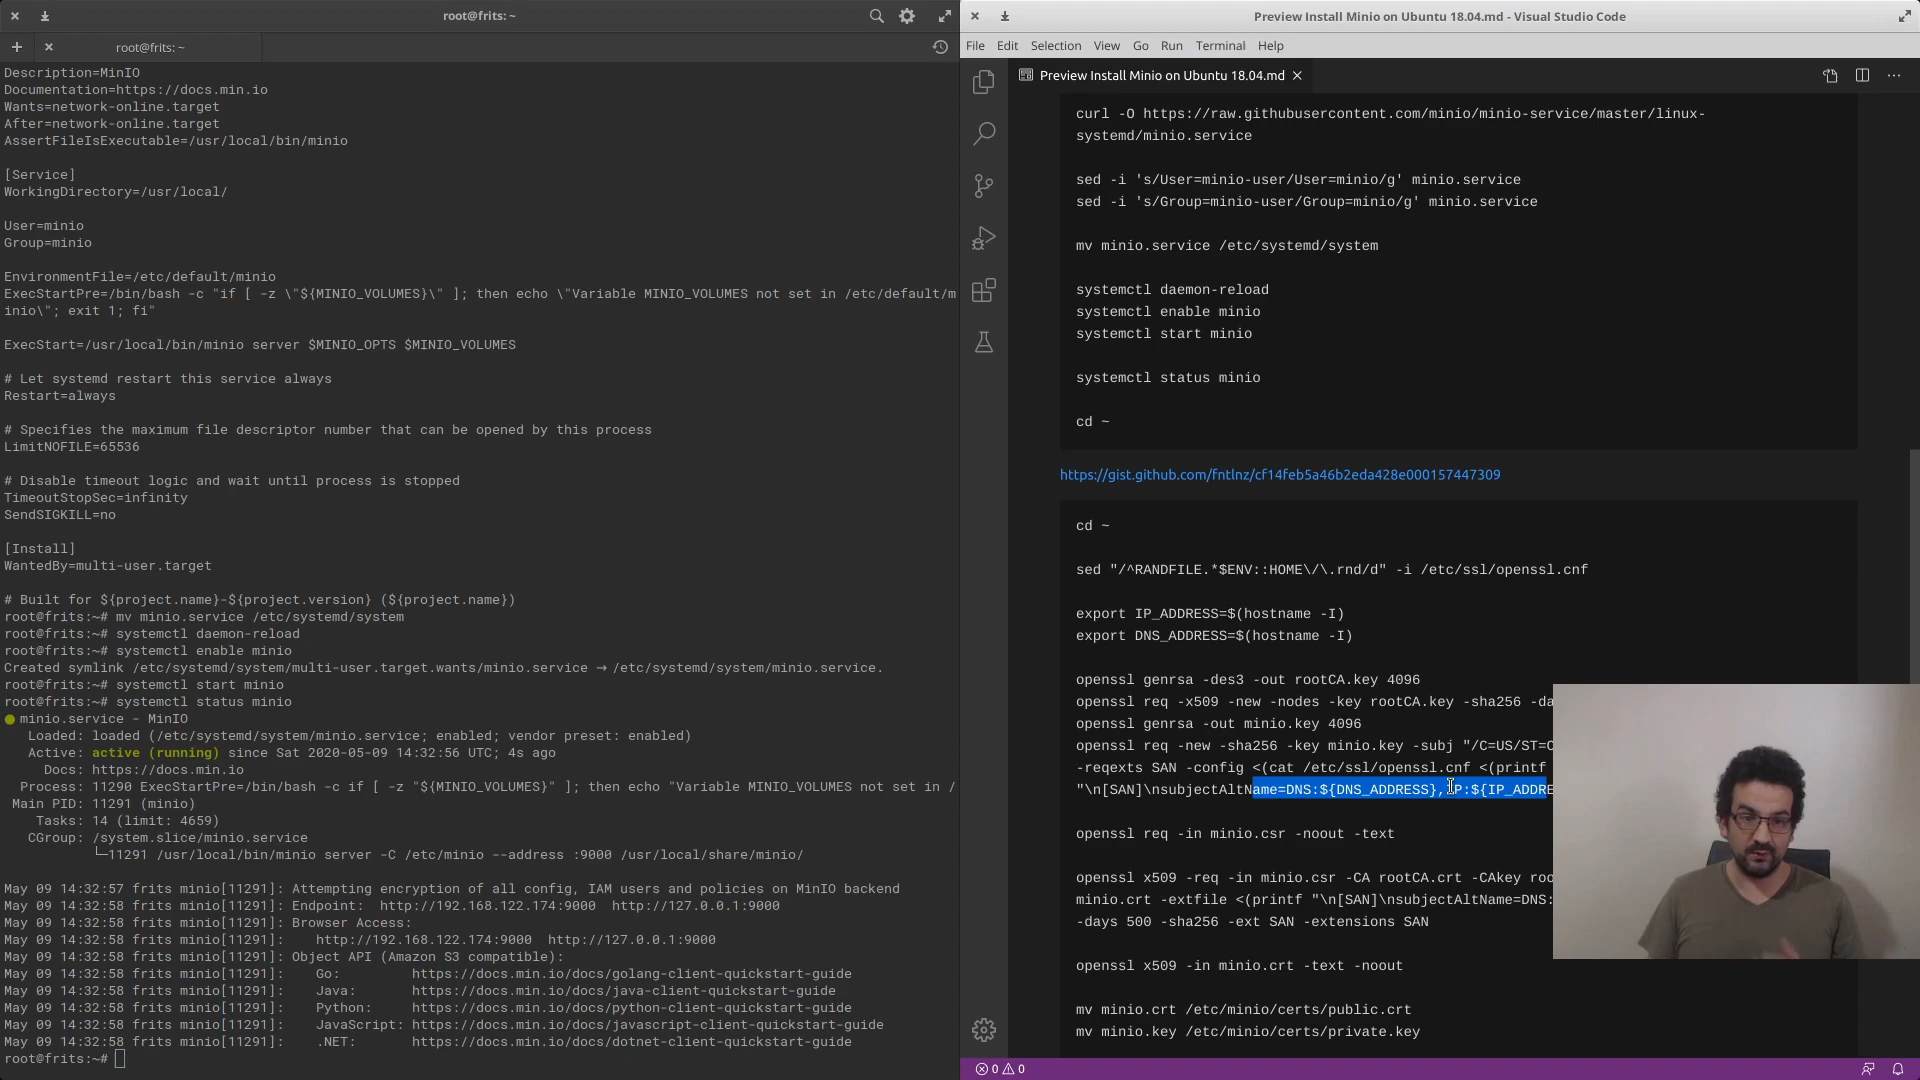 root@frits: ~
root@frits: ~
Description=MinIO
Documentation=https://docs.min.io
Wants=network-online.target
After=network-online.target
AssertFileIsExecutable=/usr/local/bin/minio
[Service]
WorkingDirectory=/usr/local/
User=minio
Group=minio
EnvironmentFile=/etc/default/minio
ExecStartPre=/bin/bash -c "if [ -z \"${MINIO_VOLUMES}\" ]; then echo \"Variable MINIO_VOLUMES not set in /etc/default/m
inio\"; exit 1; fi"
ExecStart=/usr/local/bin/minio server $MINIO_OPTS $MINIO_VOLUMES
# Let systemd restart this service always
Restart=always
# Specifies the maximum file descriptor number that can be opened by this process
LimitNOFILE=65536
# Disable timeout logic and wait until process is stopped
TimeoutStopSec=infinity
SendSIGKILL=no
[Install]
WantedBy=multi-user.target
# Built for ${project.name}-${project.version} (${project.name})
root@frits:~# mv minio.service /etc/systemd/system
root@frits:~# systemctl daemon-reload
root@frits:~# systemctl enable minio
Created symlink /etc/systemd/system/multi-user.target.wants/minio.service → /etc/systemd/system/minio.service.
root@frits:~# systemctl start minio
root@frits:~# systemctl status minio
● minio.service - MinIO
Loaded: loaded (/etc/systemd/system/minio.service; enabled; vendor preset: enabled)
Active: active (running) since Sat 2020-05-09 14:32:56 UTC; 4s ago
Docs: https://docs.min.io
Process: 11290 ExecStartPre=/bin/bash -c if [ -z "${MINIO_VOLUMES}" ]; then echo "Variable MINIO_VOLUMES not set in /
Main PID: 11291 (minio)
Tasks: 14 (limit: 4659)
CGroup: /system.slice/minio.service
└─11291 /usr/local/bin/minio server -C /etc/minio --address :9000 /usr/local/share/minio/
May 09 14:32:57 frits minio[11291]: Attempting encryption of all config, IAM users and policies on MinIO backend
May 09 14:32:58 frits minio[11291]: Endpoint:  http://192.168.122.174:9000  http://127.0.0.1:9000
May 09 14:32:58 frits minio[11291]: Browser Access:
May 09 14:32:58 frits minio[11291]:    http://192.168.122.174:9000  http://127.0.0.1:9000
May 09 14:32:58 frits minio[11291]: Object API (Amazon S3 compatible):
May 09 14:32:58 frits minio[11291]:    Go:         https://docs.min.io/docs/golang-client-quickstart-guide
May 09 14:32:58 frits minio[11291]:    Java:       https://docs.min.io/docs/java-client-quickstart-guide
May 09 14:32:58 frits minio[11291]:    Python:     https://docs.min.io/docs/python-client-quickstart-guide
May 09 14:32:58 frits minio[11291]:    JavaScript: https://docs.min.io/docs/javascript-client-quickstart-guide
May 09 14:32:58 frits minio[11291]:    .NET:       https://docs.min.io/docs/dotnet-client-quickstart-guide
root@frits:~#
Preview Install Minio on Ubuntu 18.04.md - Visual Studio Code
File Edit Selection View Go Run Terminal Help
Preview Install Minio on Ubuntu 18.04.md
curl -O https://raw.githubusercontent.com/minio/minio-service/master/linux-
systemd/minio.service
sed -i 's/User=minio-user/User=minio/g' minio.service
sed -i 's/Group=minio-user/Group=minio/g' minio.service
mv minio.service /etc/systemd/system
systemctl daemon-reload
systemctl enable minio
systemctl start minio
systemctl status minio
cd ~
https://gist.github.com/fntlnz/cf14feb5a46b2eda428e000157447309
cd ~
sed "/^RANDFILE.*$ENV::HOME\/\.rnd/d" -i /etc/ssl/openssl.cnf
export IP_ADDRESS=$(hostname -I)
export DNS_ADDRESS=$(hostname -I)
openssl genrsa -des3 -out rootCA.key 4096
openssl req -x509 -new -nodes -key rootCA.key -sha256 -da
openssl genrsa -out minio.key 4096
openssl req -new -sha256 -key minio.key -subj "/C=US/ST=C
-reqexts SAN -config <(cat /etc/ssl/openssl.cnf <(printf
"\n[SAN]\nsubjectAltName=DNS:${DNS_ADDRESS},IP:${IP_ADDRE
openssl req -in minio.csr -noout -text
openssl x509 -req -in minio.csr -CA rootCA.crt -CAkey roo
minio.crt -extfile <(printf "\n[SAN]\nsubjectAltName=DNS:
-days 500 -sha256 -ext SAN -extensions SAN
openssl x509 -in minio.crt -text -noout
mv minio.crt /etc/minio/certs/public.crt
mv minio.key /etc/minio/certs/private.key
0 0